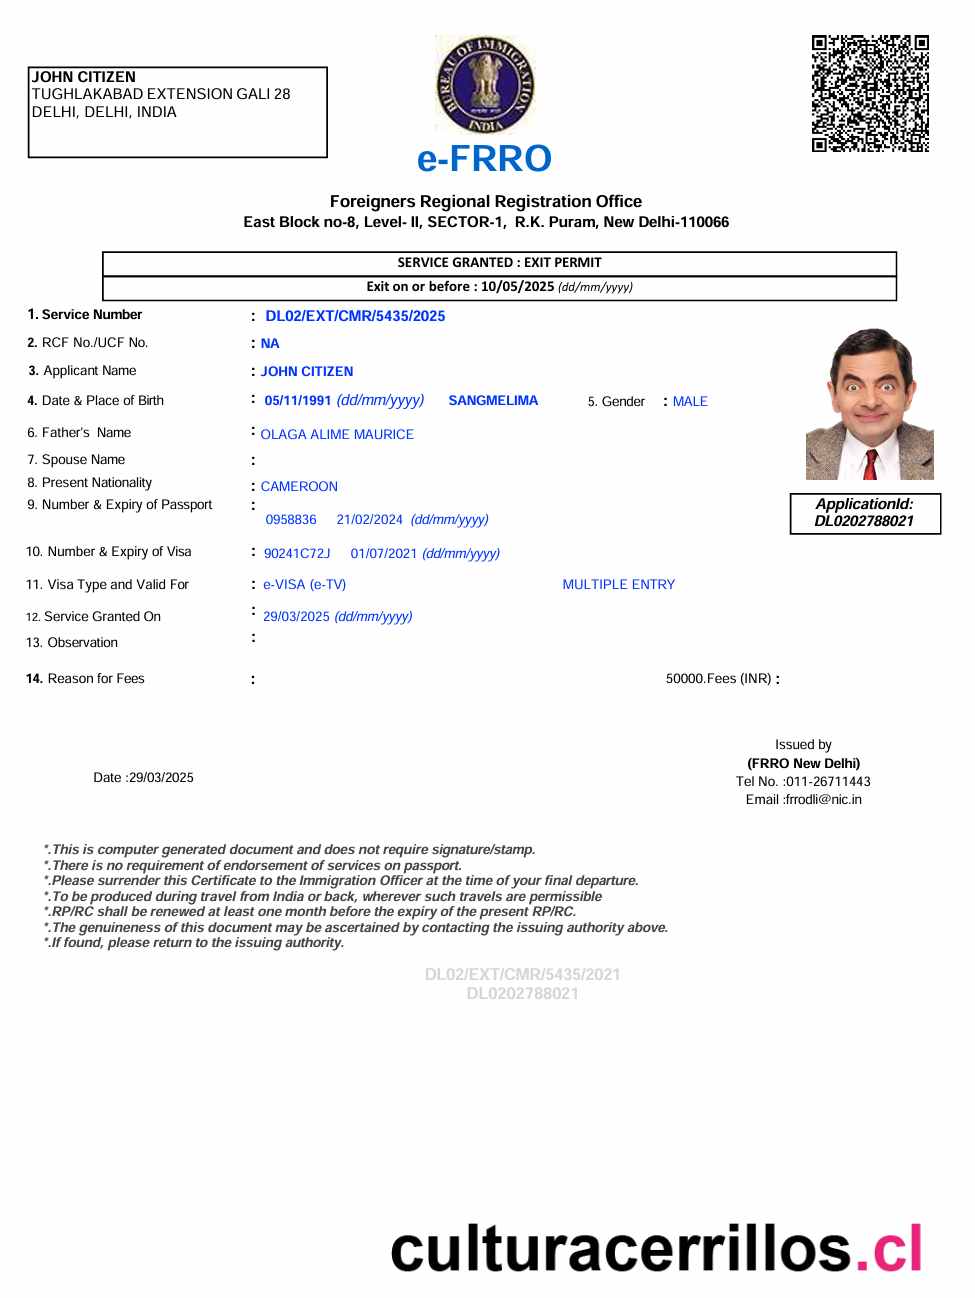 JOHN CITIZEN
TUGHLAKABAD EXTENSION GALI 28
DELHI, DELHI, INDIA
BUREAU OF IMMIGRATION
INDIA
e-FRRO
Foreigners Regional Registration Office
East Block no-8, Level- II, SECTOR-1, R.K. Puram, New Delhi-110066
SERVICE GRANTED : EXIT PERMIT
Exit on or before : 10/05/2025 (dd/mm/yyyy)
1. Service Number : DL02/EXT/CMR/5435/2025
2. RCF No./UCF No. : NA
3. Applicant Name : JOHN CITIZEN
4. Date & Place of Birth : 05/11/1991 (dd/mm/yyyy) SANGMELIMA 5. Gender : MALE
6. Father's Name : OLAGA ALIME MAURICE
7. Spouse Name :
8. Present Nationality : CAMEROON
9. Number & Expiry of Passport : 0958836 21/02/2024 (dd/mm/yyyy)
ApplicationId:
DL0202788021
10. Number & Expiry of Visa : 90241C72J 01/07/2021 (dd/mm/yyyy)
11. Visa Type and Valid For : e-VISA (e-TV) MULTIPLE ENTRY
12. Service Granted On : 29/03/2025 (dd/mm/yyyy)
13. Observation :
14. Reason for Fees : 50000.Fees (INR) :
Issued by
(FRRO New Delhi)
Date :29/03/2025
Tel No. :011-26711443
Email :frrodli@nic.in
*.This is computer generated document and does not require signature/stamp.
*.There is no requirement of endorsement of services on passport.
*.Please surrender this Certificate to the Immigration Officer at the time of your final departure.
*.To be produced during travel from India or back, wherever such travels are permissible
*.RP/RC shall be renewed at least one month before the expiry of the present RP/RC.
*.The genuineness of this document may be ascertained by contacting the issuing authority above.
*.If found, please return to the issuing authority.
DL02/EXT/CMR/5435/2021
DL0202788021
culturacerrillos.cl